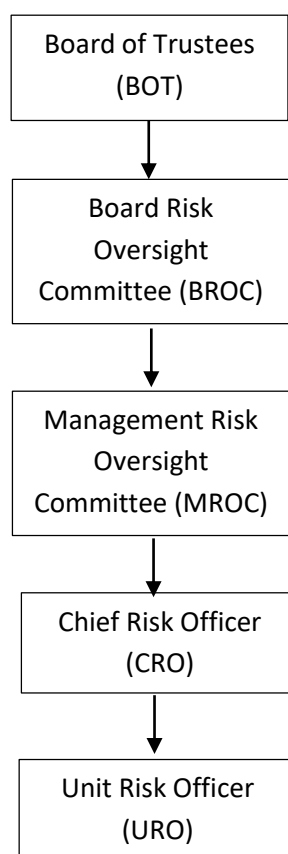 Board of Trustees
(BOT)
Board Risk
Oversight
Committee (BROC)
Management Risk
Oversight
Committee (MROC)
Chief Risk Officer
(CRO)
Unit Risk Officer
(URO)